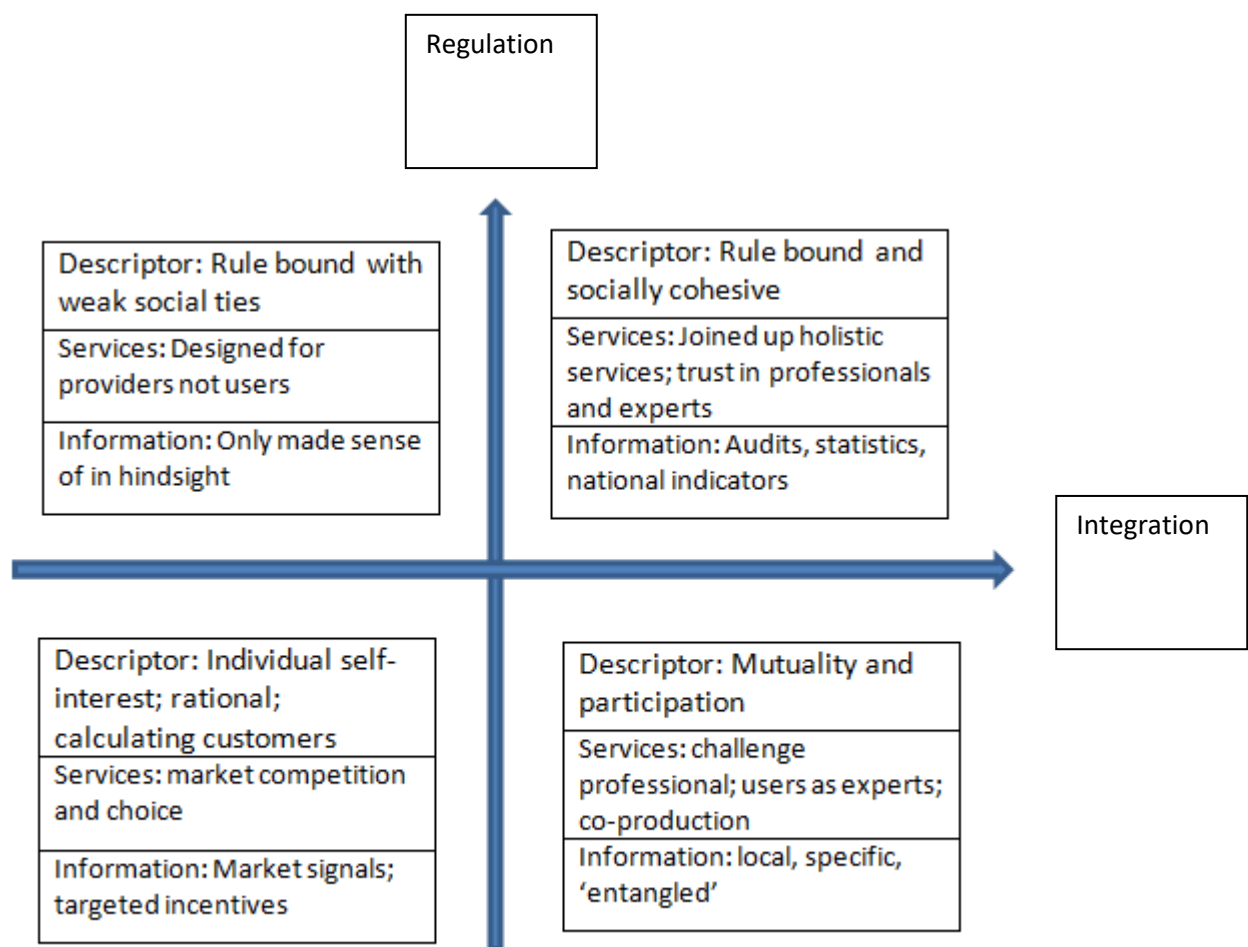 Regulation
Descriptor: Rule bound with
weak social ties
Services: Designed for
providers not users
Information: Only made sense
of in hindsight
Descriptor: Rule bound and
socially cohesive
Services: Joined up holistic
services; trust in professionals
and experts
Information: Audits, statistics,
national indicators
Integration
Descriptor: Individual self-
interest; rational;
calculating customers
Services: market competition
and choice
Information: Market signals;
targeted incentives
Descriptor: Mutuality and
participation
Services: challenge
professional; users as experts;
co-production
Information: local, specific,
‘entangled’